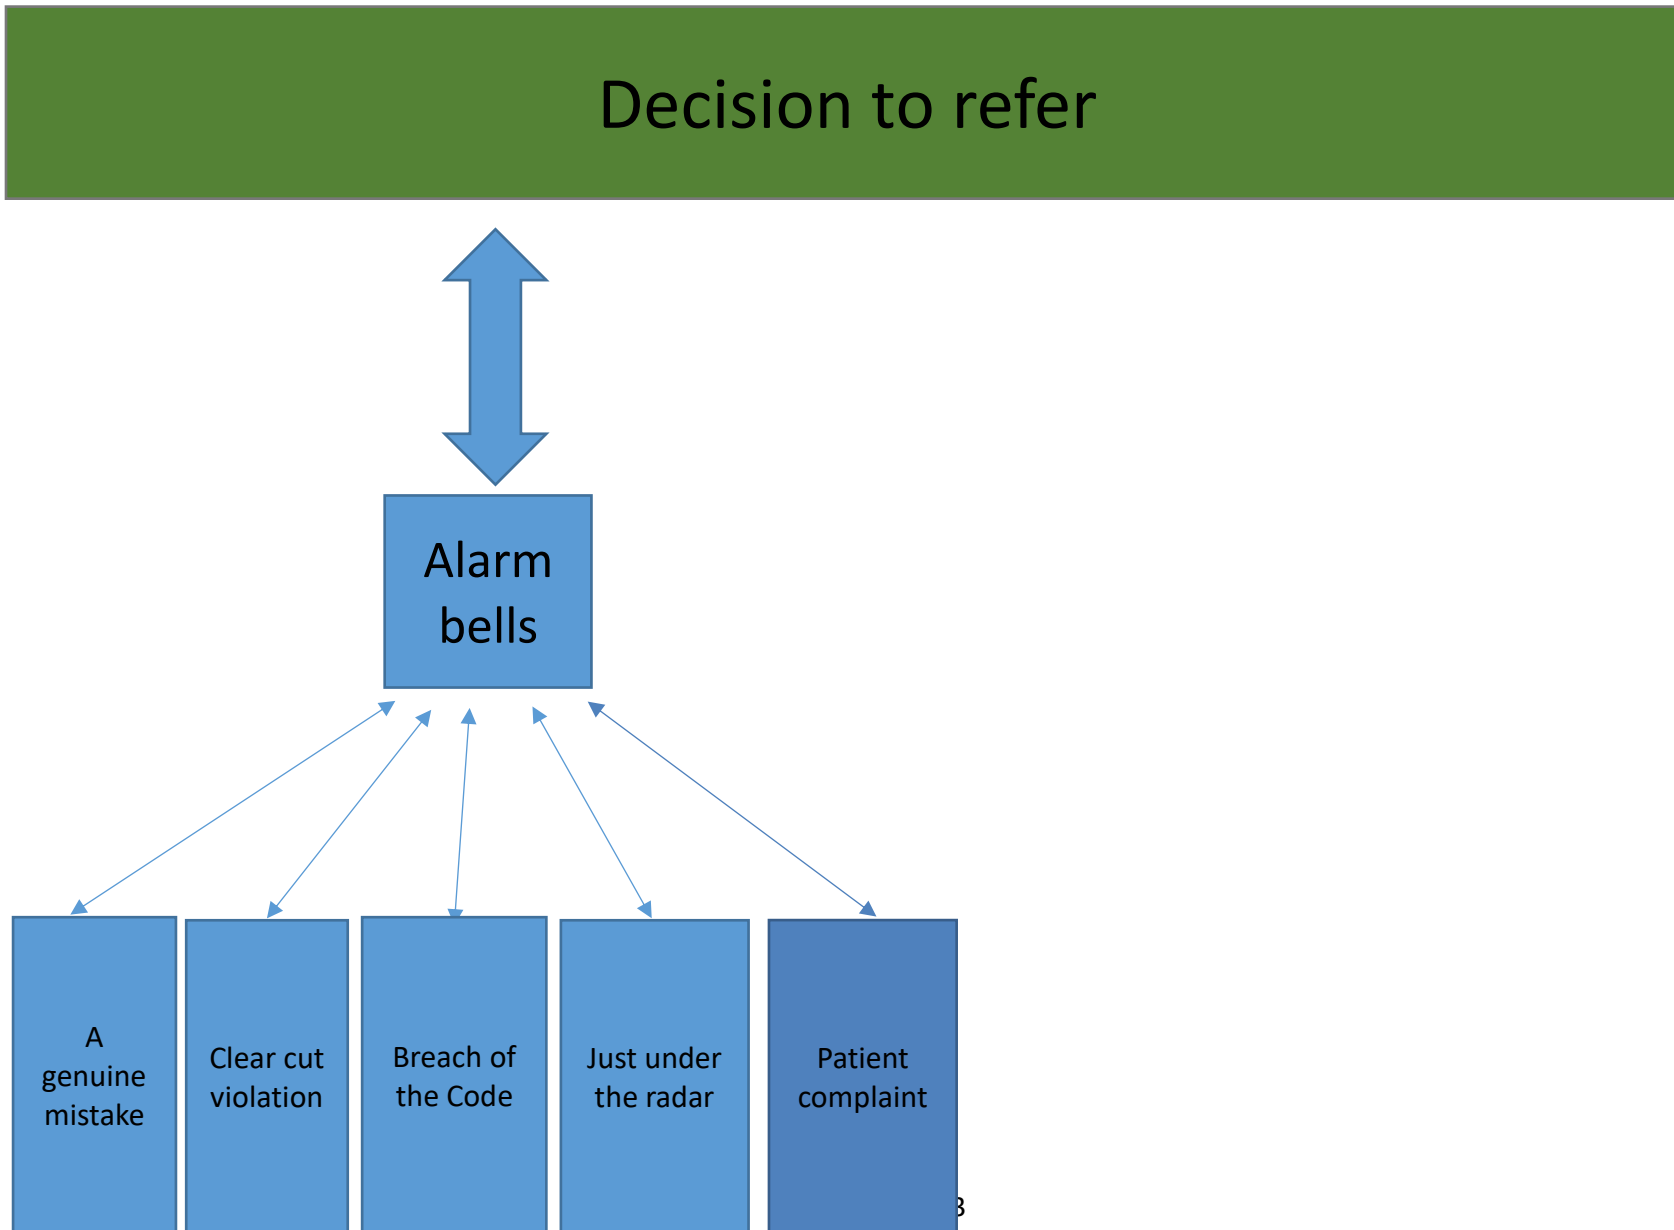 Decision to refer
Alarm
bells
A
genuine
mistake
Clear cut
violation
Breach of
the Code
Just under
the radar
Patient
complaint